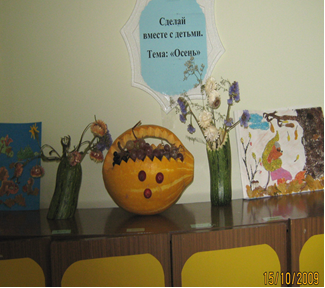 Сделай
вместе с детьми.
Тема: «Осень»
15/10/2009